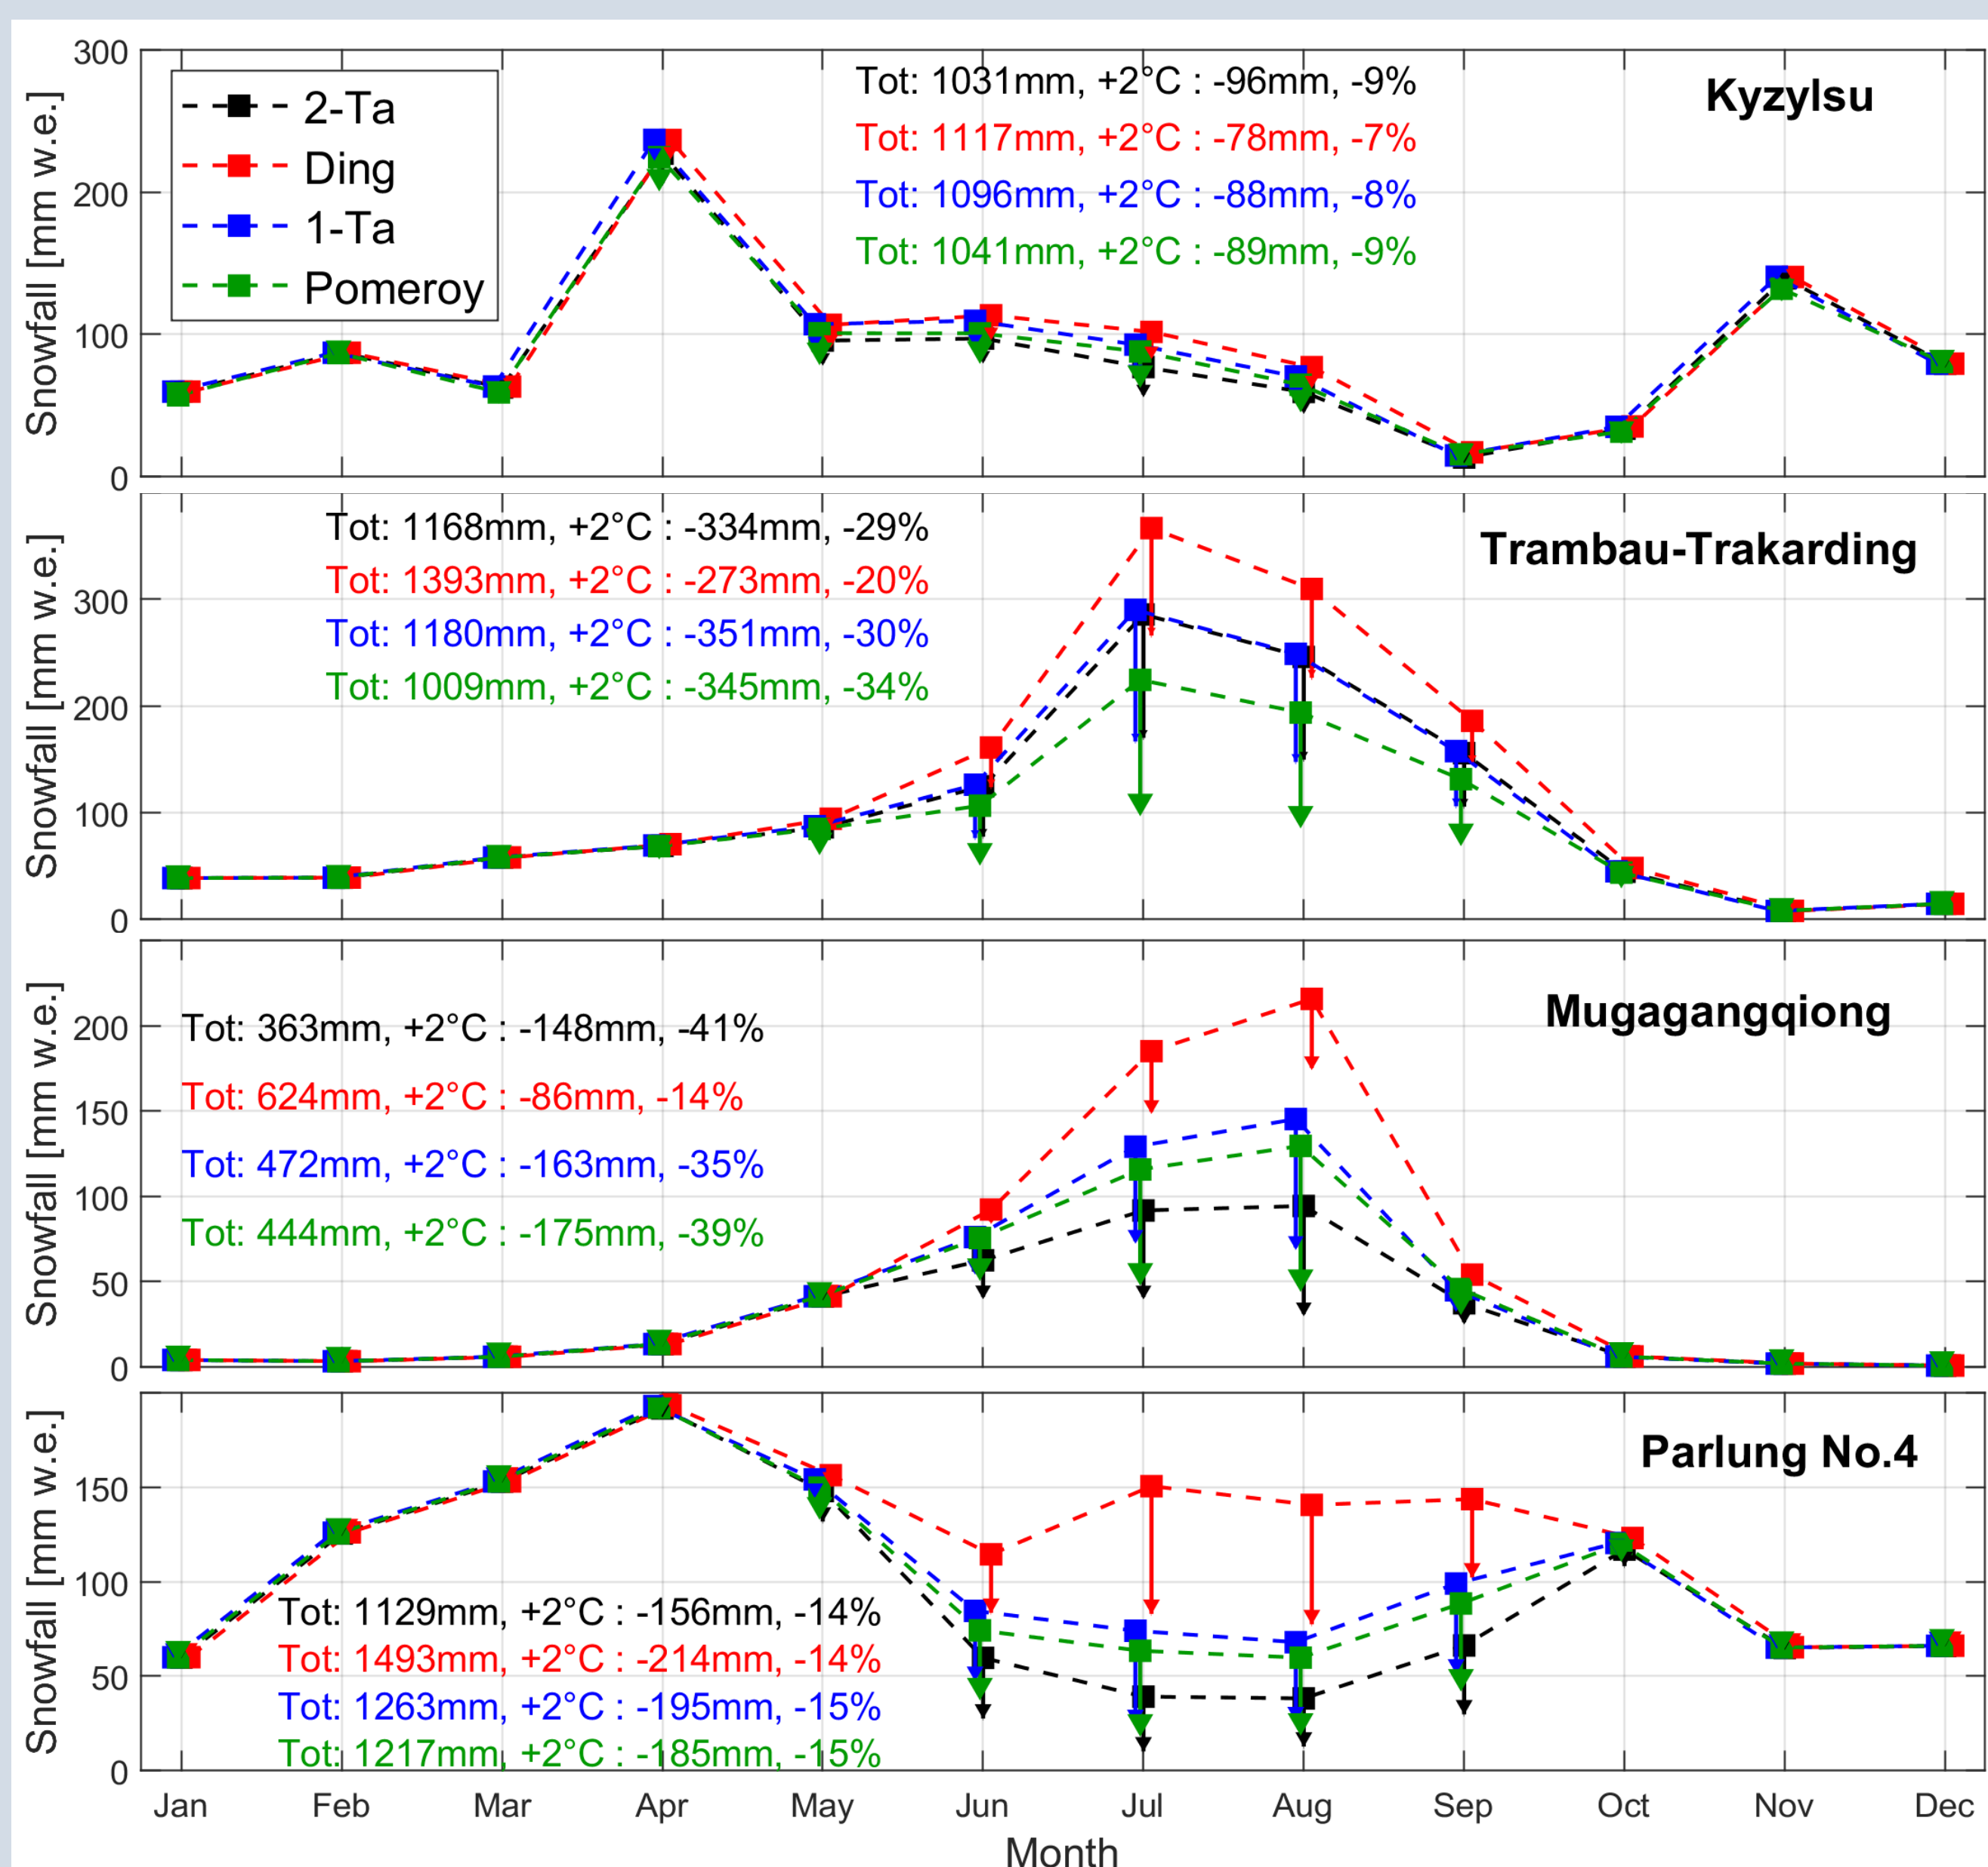 Snowfall [mm w.e.]
300
200
100
0
2-Ta
Ding
1-Ta
Pomeroy
Tot: 1031mm, +2°C : -96mm, -9%
Tot: 1117mm, +2°C : -78mm, -7%
Tot: 1096mm, +2°C : -88mm, -8%
Tot: 1041mm, +2°C : -89mm, -9%
Kyzylsu
Snowfall [mm w.e.]
300
200
100
0
Tot: 1168mm, +2°C : -334mm, -29%
Tot: 1393mm, +2°C : -273mm, -20%
Tot: 1180mm, +2°C : -351mm, -30%
Tot: 1009mm, +2°C : -345mm, -34%
Trambau-Trakarding
Snowfall [mm w.e.]
200
150
100
50
0
Tot: 363mm, +2°C : -148mm, -41%
Tot: 624mm, +2°C : -86mm, -14%
Tot: 472mm, +2°C : -163mm, -35%
Tot: 444mm, +2°C : -175mm, -39%
Mugagangqiong
Snowfall [mm w.e.]
150
100
50
0
Tot: 1129mm, +2°C : -156mm, -14%
Tot: 1493mm, +2°C : -214mm, -14%
Tot: 1263mm, +2°C : -195mm, -15%
Tot: 1217mm, +2°C : -185mm, -15%
Parlung No.4
Jan Feb Mar Apr May Jun Jul Aug Sep Oct Nov Dec
Month